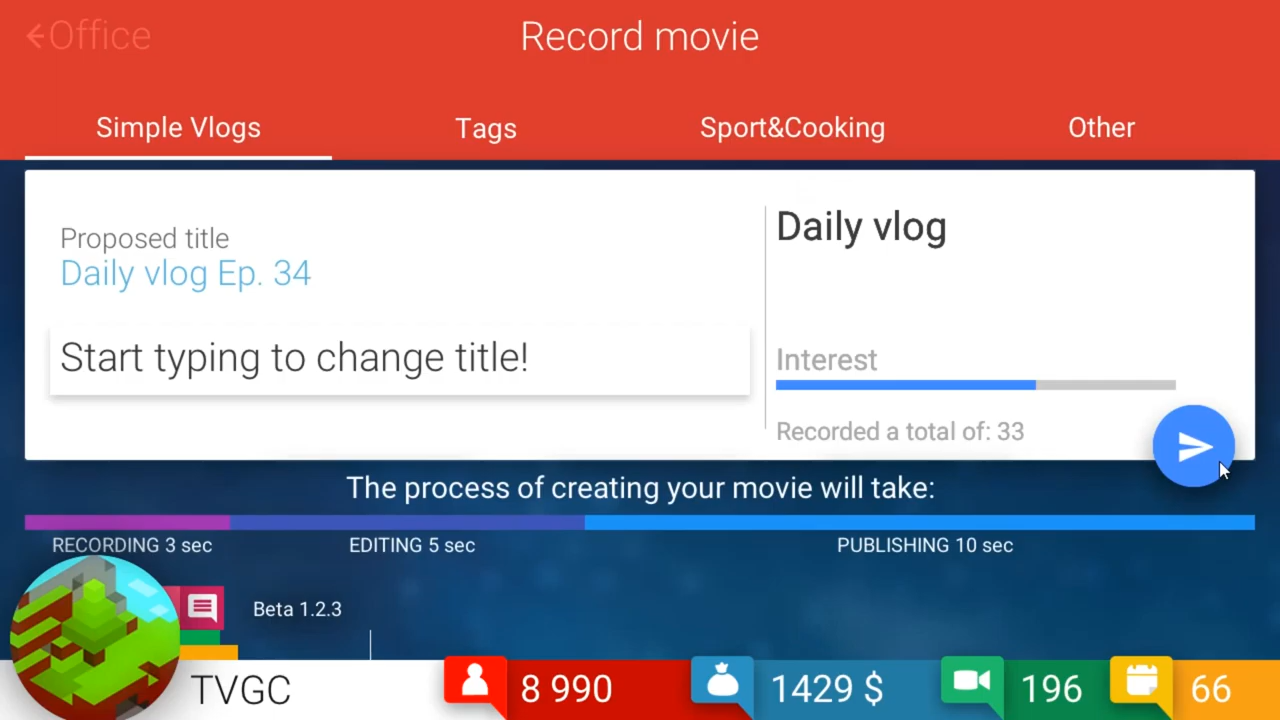 Office
Record movie
Simple Vlogs
Tags
Sport&Cooking
Other
Proposed title
Daily vlog Ep. 34
Start typing to change title!
Daily vlog
Interest
Recorded a total of: 33
The process of creating your movie will take:
RECORDING 3 sec
EDITING 5 sec
PUBLISHING 10 sec
Beta 1.2.3
TVGC
8 990
1429 $
196
66